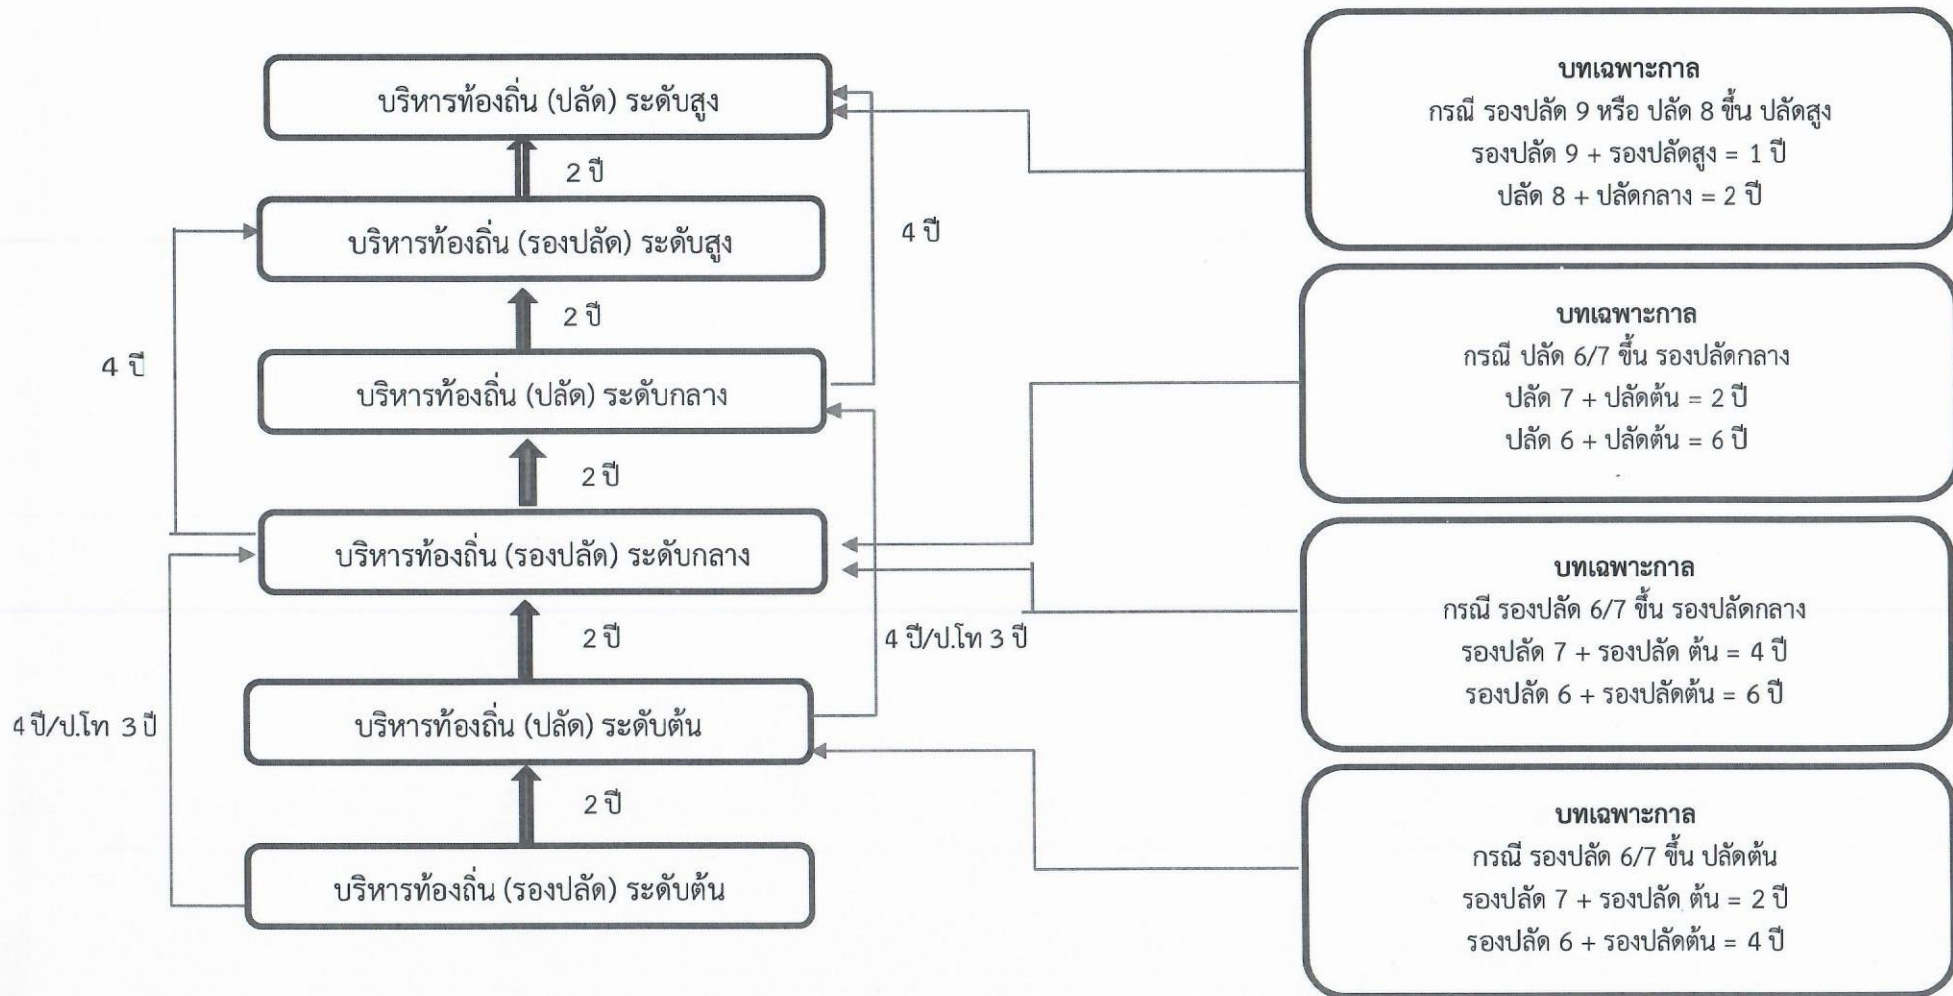 บริหารท้องถิ่น (ปลัด) ระดับสูง
2 ปี
บริหารท้องถิ่น (รองปลัด) ระดับสูง
4 ปี
2 ปี
4 ปี
บริหารท้องถิ่น (ปลัด) ระดับกลาง
2 ปี
บริหารท้องถิ่น (รองปลัด) ระดับกลาง
2 ปี
4 ปี/ป.โท 3 ปี
4 ปี/ป.โท 3 ปี
บริหารท้องถิ่น (ปลัด) ระดับต้น
2 ปี
บริหารท้องถิ่น (รองปลัด) ระดับต้น
บทเฉพาะกาล
กรณี รองปลัด 9 หรือ ปลัด 8 ขึ้น ปลัดสูง
รองปลัด 9 + รองปลัดสูง = 1 ปี
ปลัด 8 + ปลัดกลาง = 2 ปี
บทเฉพาะกาล
กรณี ปลัด 6/7 ขึ้น รองปลัดกลาง
ปลัด 7 + ปลัดต้น = 2 ปี
ปลัด 6 + ปลัดต้น = 6 ปี
บทเฉพาะกาล
กรณี รองปลัด 6/7 ขึ้น รองปลัดกลาง
รองปลัด 7 + รองปลัด ต้น = 4 ปี
รองปลัด 6 + รองปลัดต้น = 6 ปี
บทเฉพาะกาล
กรณี รองปลัด 6/7 ขึ้น ปลัดต้น
รองปลัด 7 + รองปลัด ต้น = 2 ปี
รองปลัด 6 + รองปลัดต้น = 4 ปี